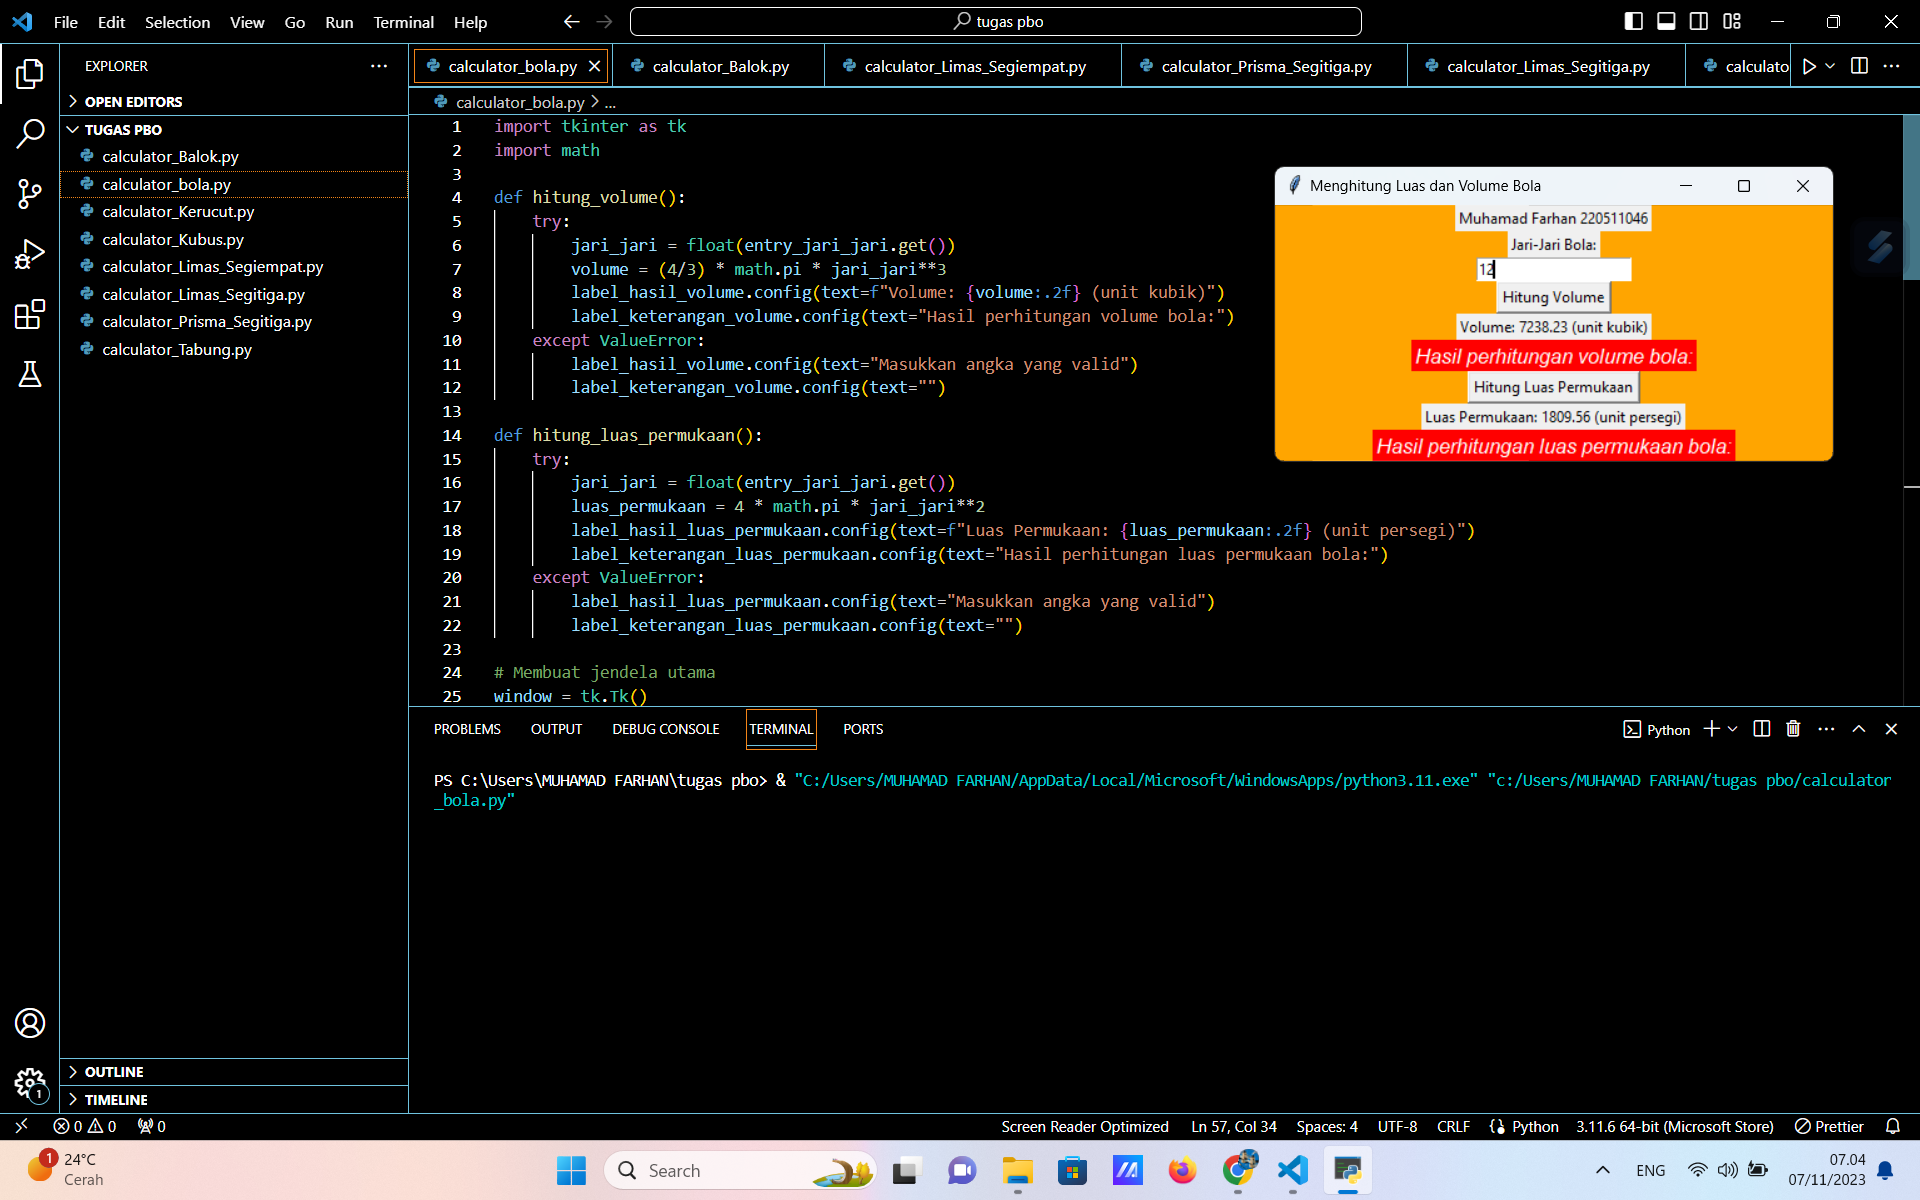 File Edit Selection View Go Run Terminal Help
tugas pbo
EXPLORER
OPEN EDITORS
TUGAS PBO
calculator_Balok.py
calculator_bola.py
calculator_Kerucut.py
calculator_Kubus.py
calculator_Limas_Segiempat.py
calculator_Limas_Segitiga.py
calculator_Prisma_Segitiga.py
calculator_Tabung.py
OUTLINE
TIMELINE
calculator_bola.py calculator_Balok.py calculator_Limas_Segiempat.py calculator_Prisma_Segitiga.py calculator_Limas_Segitiga.py calculato
calculator_bola.py > ...
1 import tkinter as tk
2 import math
3
4 def hitung_volume():
5 try:
6 jari_jari = float(entry_jari_jari.get())
7 volume = (4/3) * math.pi * jari_jari**3
8 label_hasil_volume.config(text=f"Volume: {volume:.2f} (unit kubik)")
9 label_keterangan_volume.config(text="Hasil perhitungan volume bola:")
10 except ValueError:
11 label_hasil_volume.config(text="Masukkan angka yang valid")
12 label_keterangan_volume.config(text="")
13
14 def hitung_luas_permukaan():
15 try:
16 jari_jari = float(entry_jari_jari.get())
17 luas_permukaan = 4 * math.pi * jari_jari**2
18 label_hasil_luas_permukaan.config(text=f"Luas Permukaan: {luas_permukaan:.2f} (unit persegi)")
19 label_keterangan_luas_permukaan.config(text="Hasil perhitungan luas permukaan bola:")
20 except ValueError:
21 label_hasil_luas_permukaan.config(text="Masukkan angka yang valid")
22 label_keterangan_luas_permukaan.config(text="")
23
24 # Membuat jendela utama
25 window = tk.Tk()
Menghitung Luas dan Volume Bola
Muhamad Farhan 220511046
Jari-Jari Bola:
12
Hitung Volume
Volume: 7238.23 (unit kubik)
Hasil perhitungan volume bola:
Hitung Luas Permukaan
Luas Permukaan: 1809.56 (unit persegi)
Hasil perhitungan luas permukaan bola:
PROBLEMS OUTPUT DEBUG CONSOLE TERMINAL PORTS
Python
PS C:\Users\MUHAMAD FARHAN\tugas pbo> & "C:/Users/MUHAMAD FARHAN/AppData/Local/Microsoft/WindowsApps/python3.11.exe" "c:/Users/MUHAMAD FARHAN/tugas pbo/calculator
_bola.py"
1
0 0 0
Screen Reader Optimized Ln 57, Col 34 Spaces: 4 UTF-8 CRLF Python 3.11.6 64-bit (Microsoft Store) Prettier
1
24°C
Cerah
Search
ENG
07.04
07/11/2023